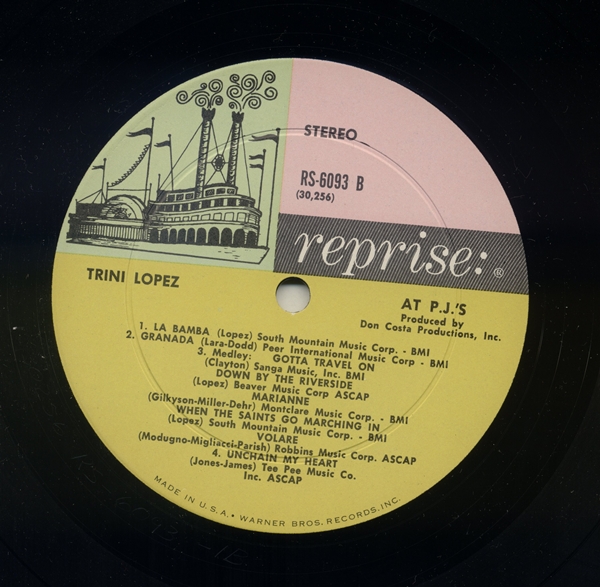 STEREO
RS-6093 B
(30,256)
reprise: ®
TRINI LOPEZ
AT P.J.'S
Produced by
Don Costa Productions, Inc.
1. LA BAMBA (Lopez) South Mountain Music Corp. - BMI
2. GRANADA (Lara-Dodd) Peer International Music Corp - BMI
3. Medley: GOTTA TRAVEL ON
(Clayton) Sanga Music, Inc. BMI
DOWN BY THE RIVERSIDE
(Lopez) Beaver Music Corp ASCAP
MARIANNE
(Gilkyson-Miller-Dehr) Montclare Music Corp. - BMI
WHEN THE SAINTS GO MARCHING IN
(Lopez) South Mountain Music Corp. - BMI
VOLARE
(Modugno-Migliacci-Parish) Robbins Music Corp. ASCAP
4. UNCHAIN MY HEART
(Jones-James) Tee Pee Music Co.
Inc. ASCAP
MADE IN U.S.A. • WARNER BROS. RECORDS, INC.